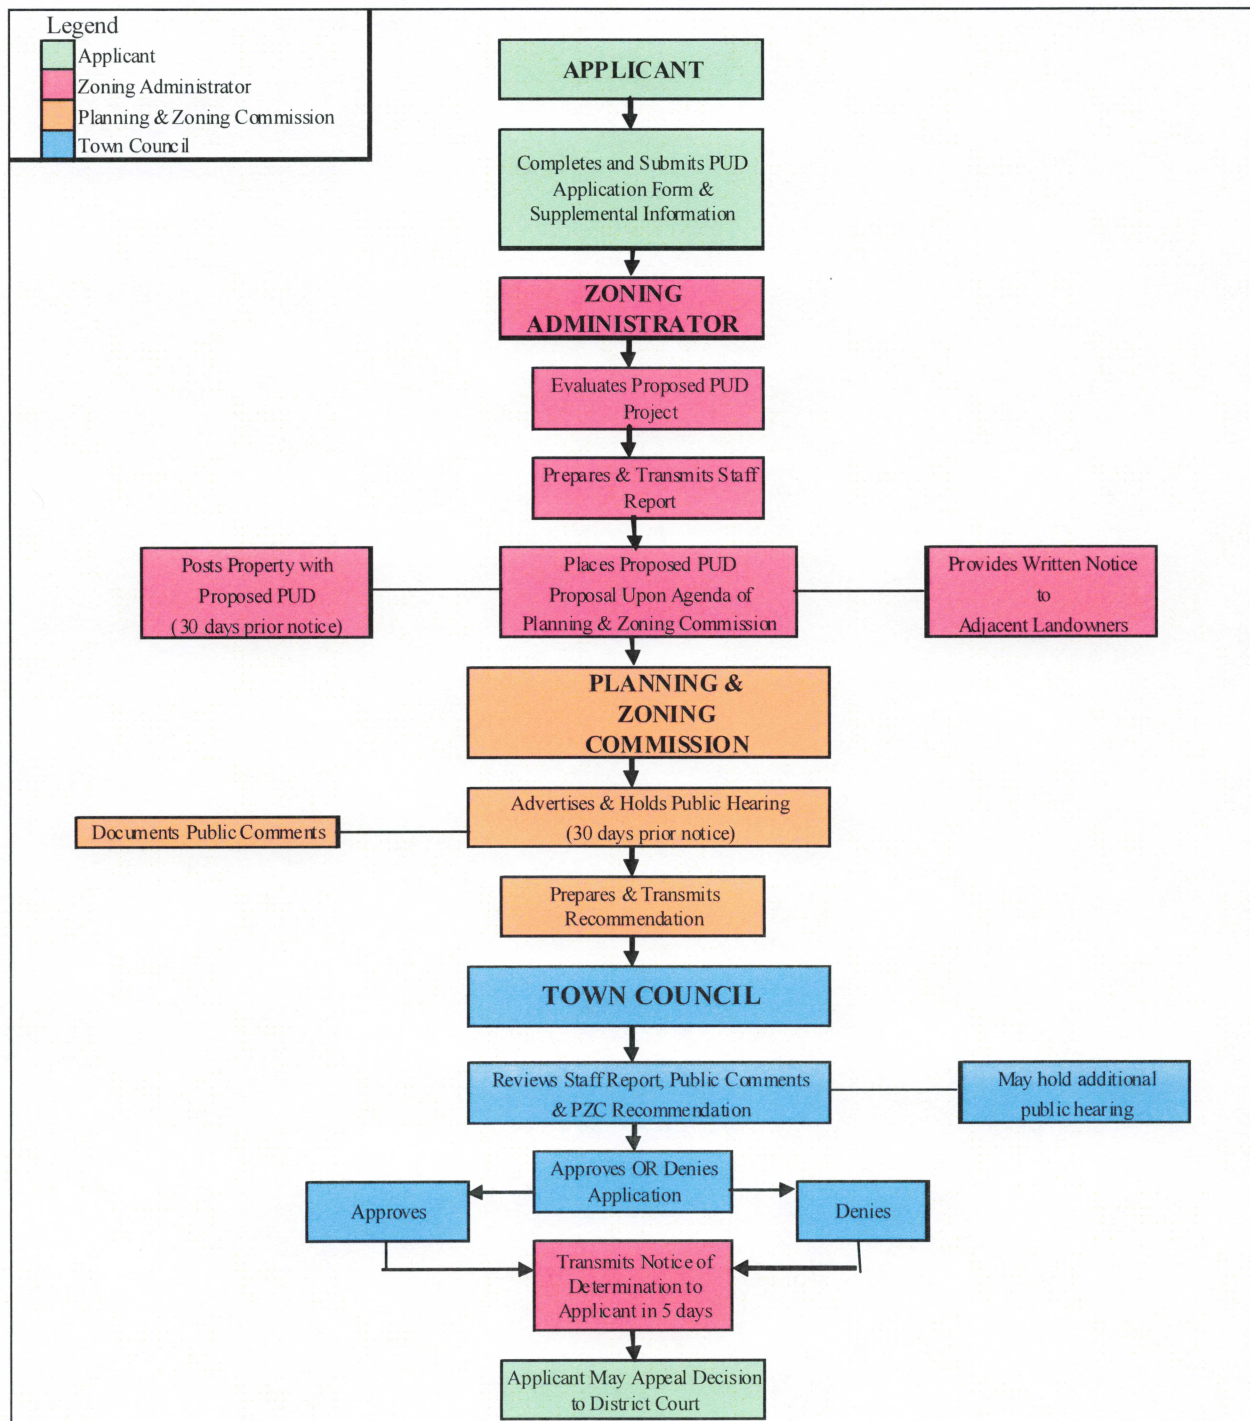 Legend
Applicant
Zoning Administrator
Planning & Zoning Commission
Town Council
APPLICANT
Completes and Submits PUD
Application Form &
Supplemental Information
ZONING
ADMINISTRATOR
Evaluates Proposed PUD
Project
Prepares & Transmits Staff
Report
Posts Property with
Proposed PUD
(30 days prior notice)
Places Proposed PUD
Proposal Upon Agenda of
Planning & Zoning Commission
Provides Written Notice
to
Adjacent Landowners
PLANNING &
ZONING
COMMISSION
Advertises & Holds Public Hearing
(30 days prior notice)
Documents Public Comments
Prepares & Transmits
Recommendation
TOWN COUNCIL
Reviews Staff Report, Public Comments
& PZC Recommendation
May hold additional
public hearing
Approves OR Denies
Application
Approves
Denies
Transmits Notice of
Determination to
Applicant in 5 days
Applicant May Appeal Decision
to District Court